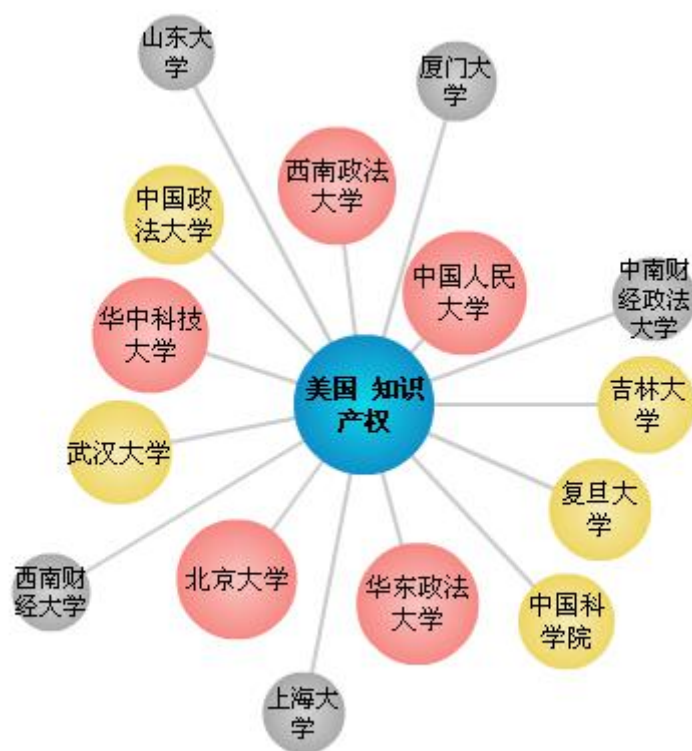 山东大
学
厦门大
学
西南政法
大学
中国政
法大学
中国人民
大学
中南财
经政法
大学
华中科技
大学
美国 知识
产权
吉林大
学
武汉大学
复旦大
学
西南财
经大学
北京大学
华东政法
大学
中国科
学院
上海大
学